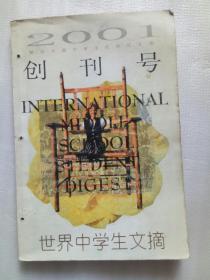 2001
创刊号
INTERNATIONAL
MIDDLE
SCHOOL
STUDENT
DIGEST
世界中学生文摘